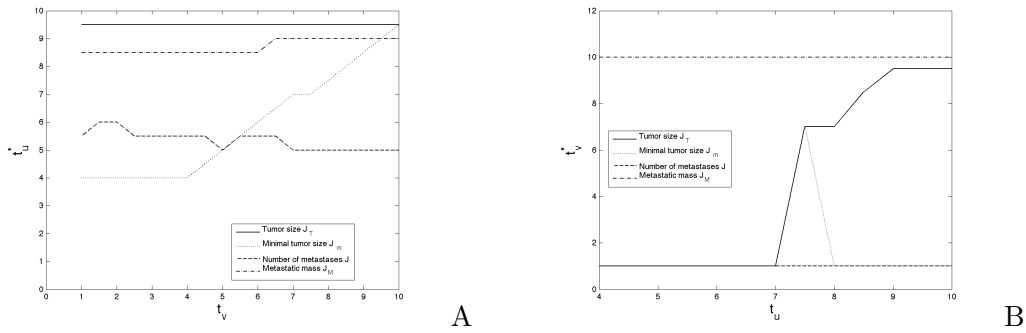 10
9
8
7
6
5
4
3
2
1
0
t*u
0 1 2 3 4 5 6 7 8 9 10
tv
Tumor size JT
Minimal tumor size Jm
Number of metastases J
Metastatic mass JM
A
12
10
8
6
4
2
0
t*v
4 5 6 7 8 9 10
tu
Tumor size JT
Minimal tumor size Jm
Number of metastases J
Metastatic mass JM
B